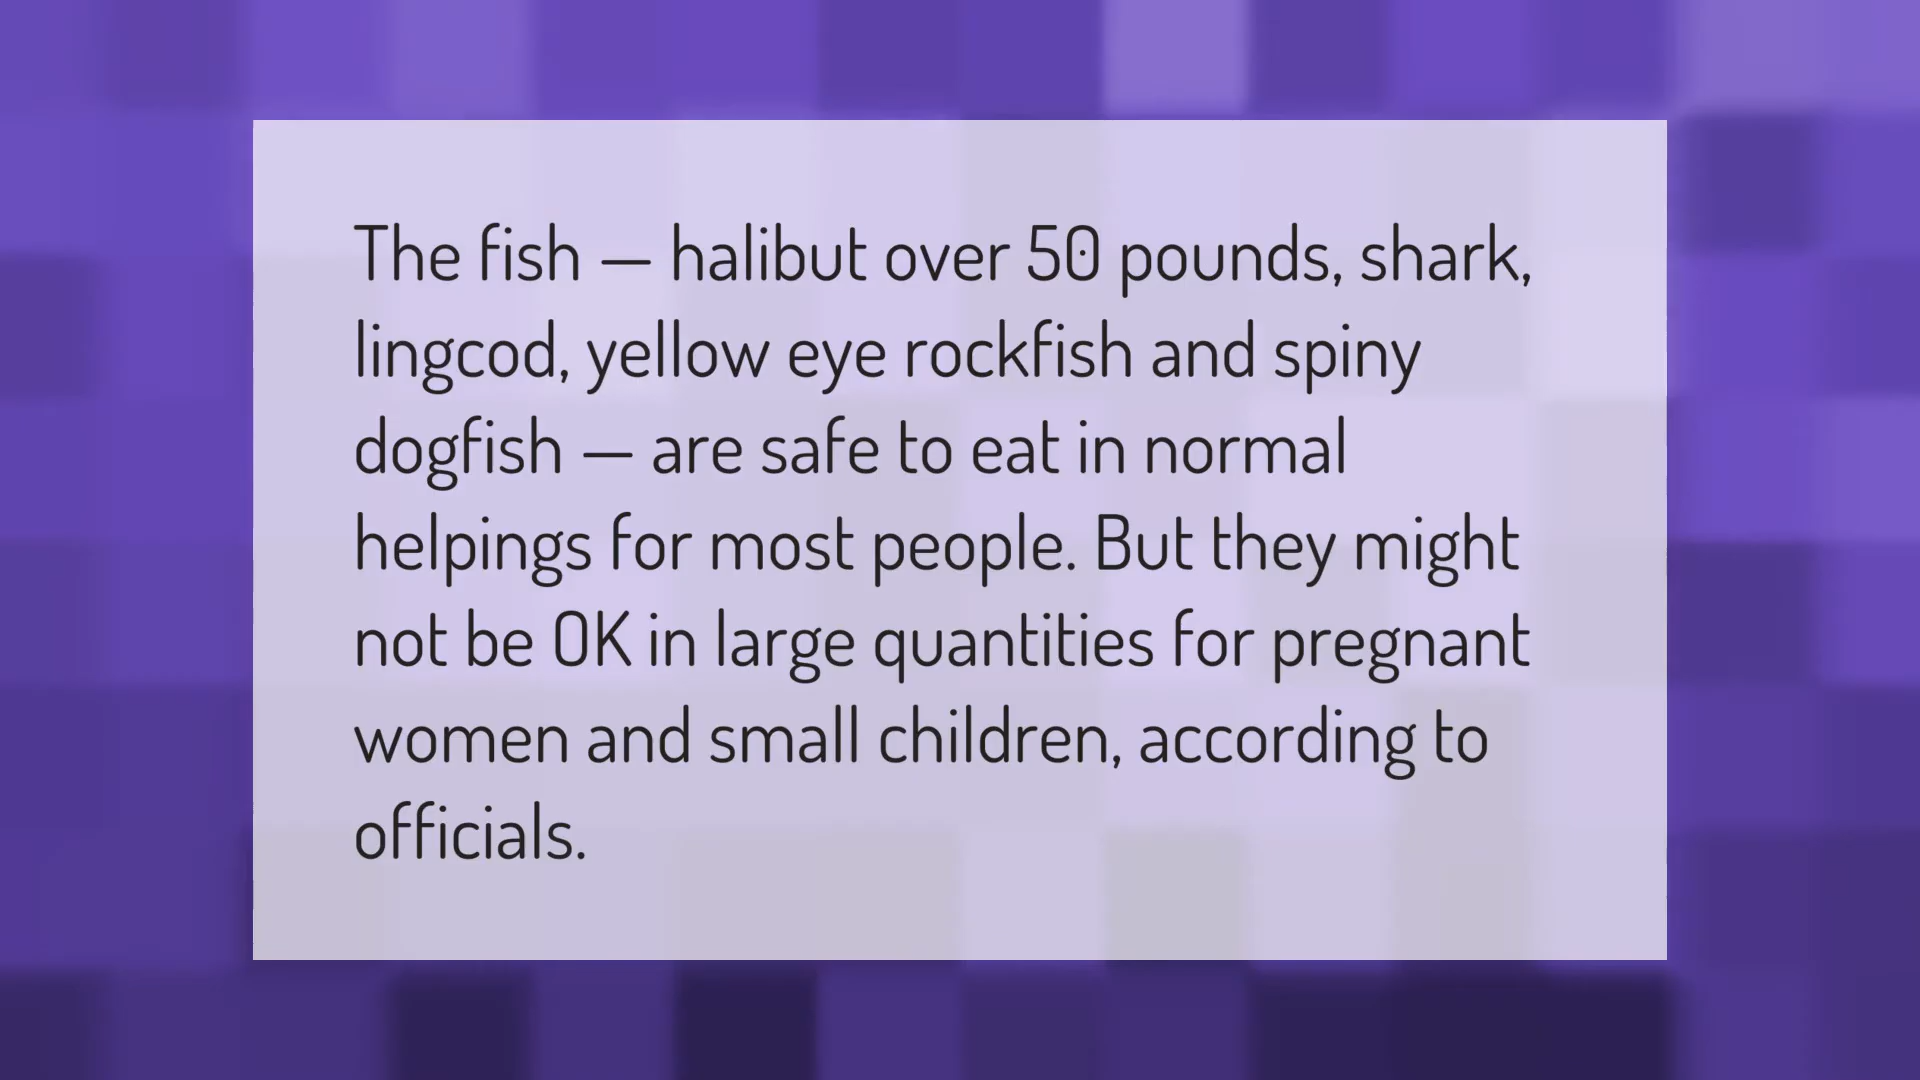 The fish — halibut over 50 pounds, shark,
lingcod, yellow eye rockfish and spiny
dogfish — are safe to eat in normal
helpings for most people. But they might
not be OK in large quantities for pregnant
women and small children, according to
officials.